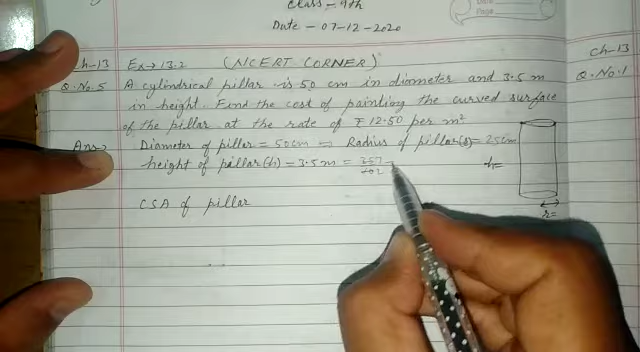 Class - 9th
Date - 07-12-2020
Page
Ch-13 Ex→13.2 (NCERT CORNER)
Q.No.5 A cylindrical pillar is 50 cm in diameter and 3.5 m
in height. Find the cost of painting the curved surface
of the pillar at the rate of ₹12.50 per m²
Ans→ Diameter of piller = 50cm ⇒ Radius of pillar(r) = 25cm
height of pillar(h) = 3.5m =
CSA of pillar
h=
r=
Ch-13
Q.No.1